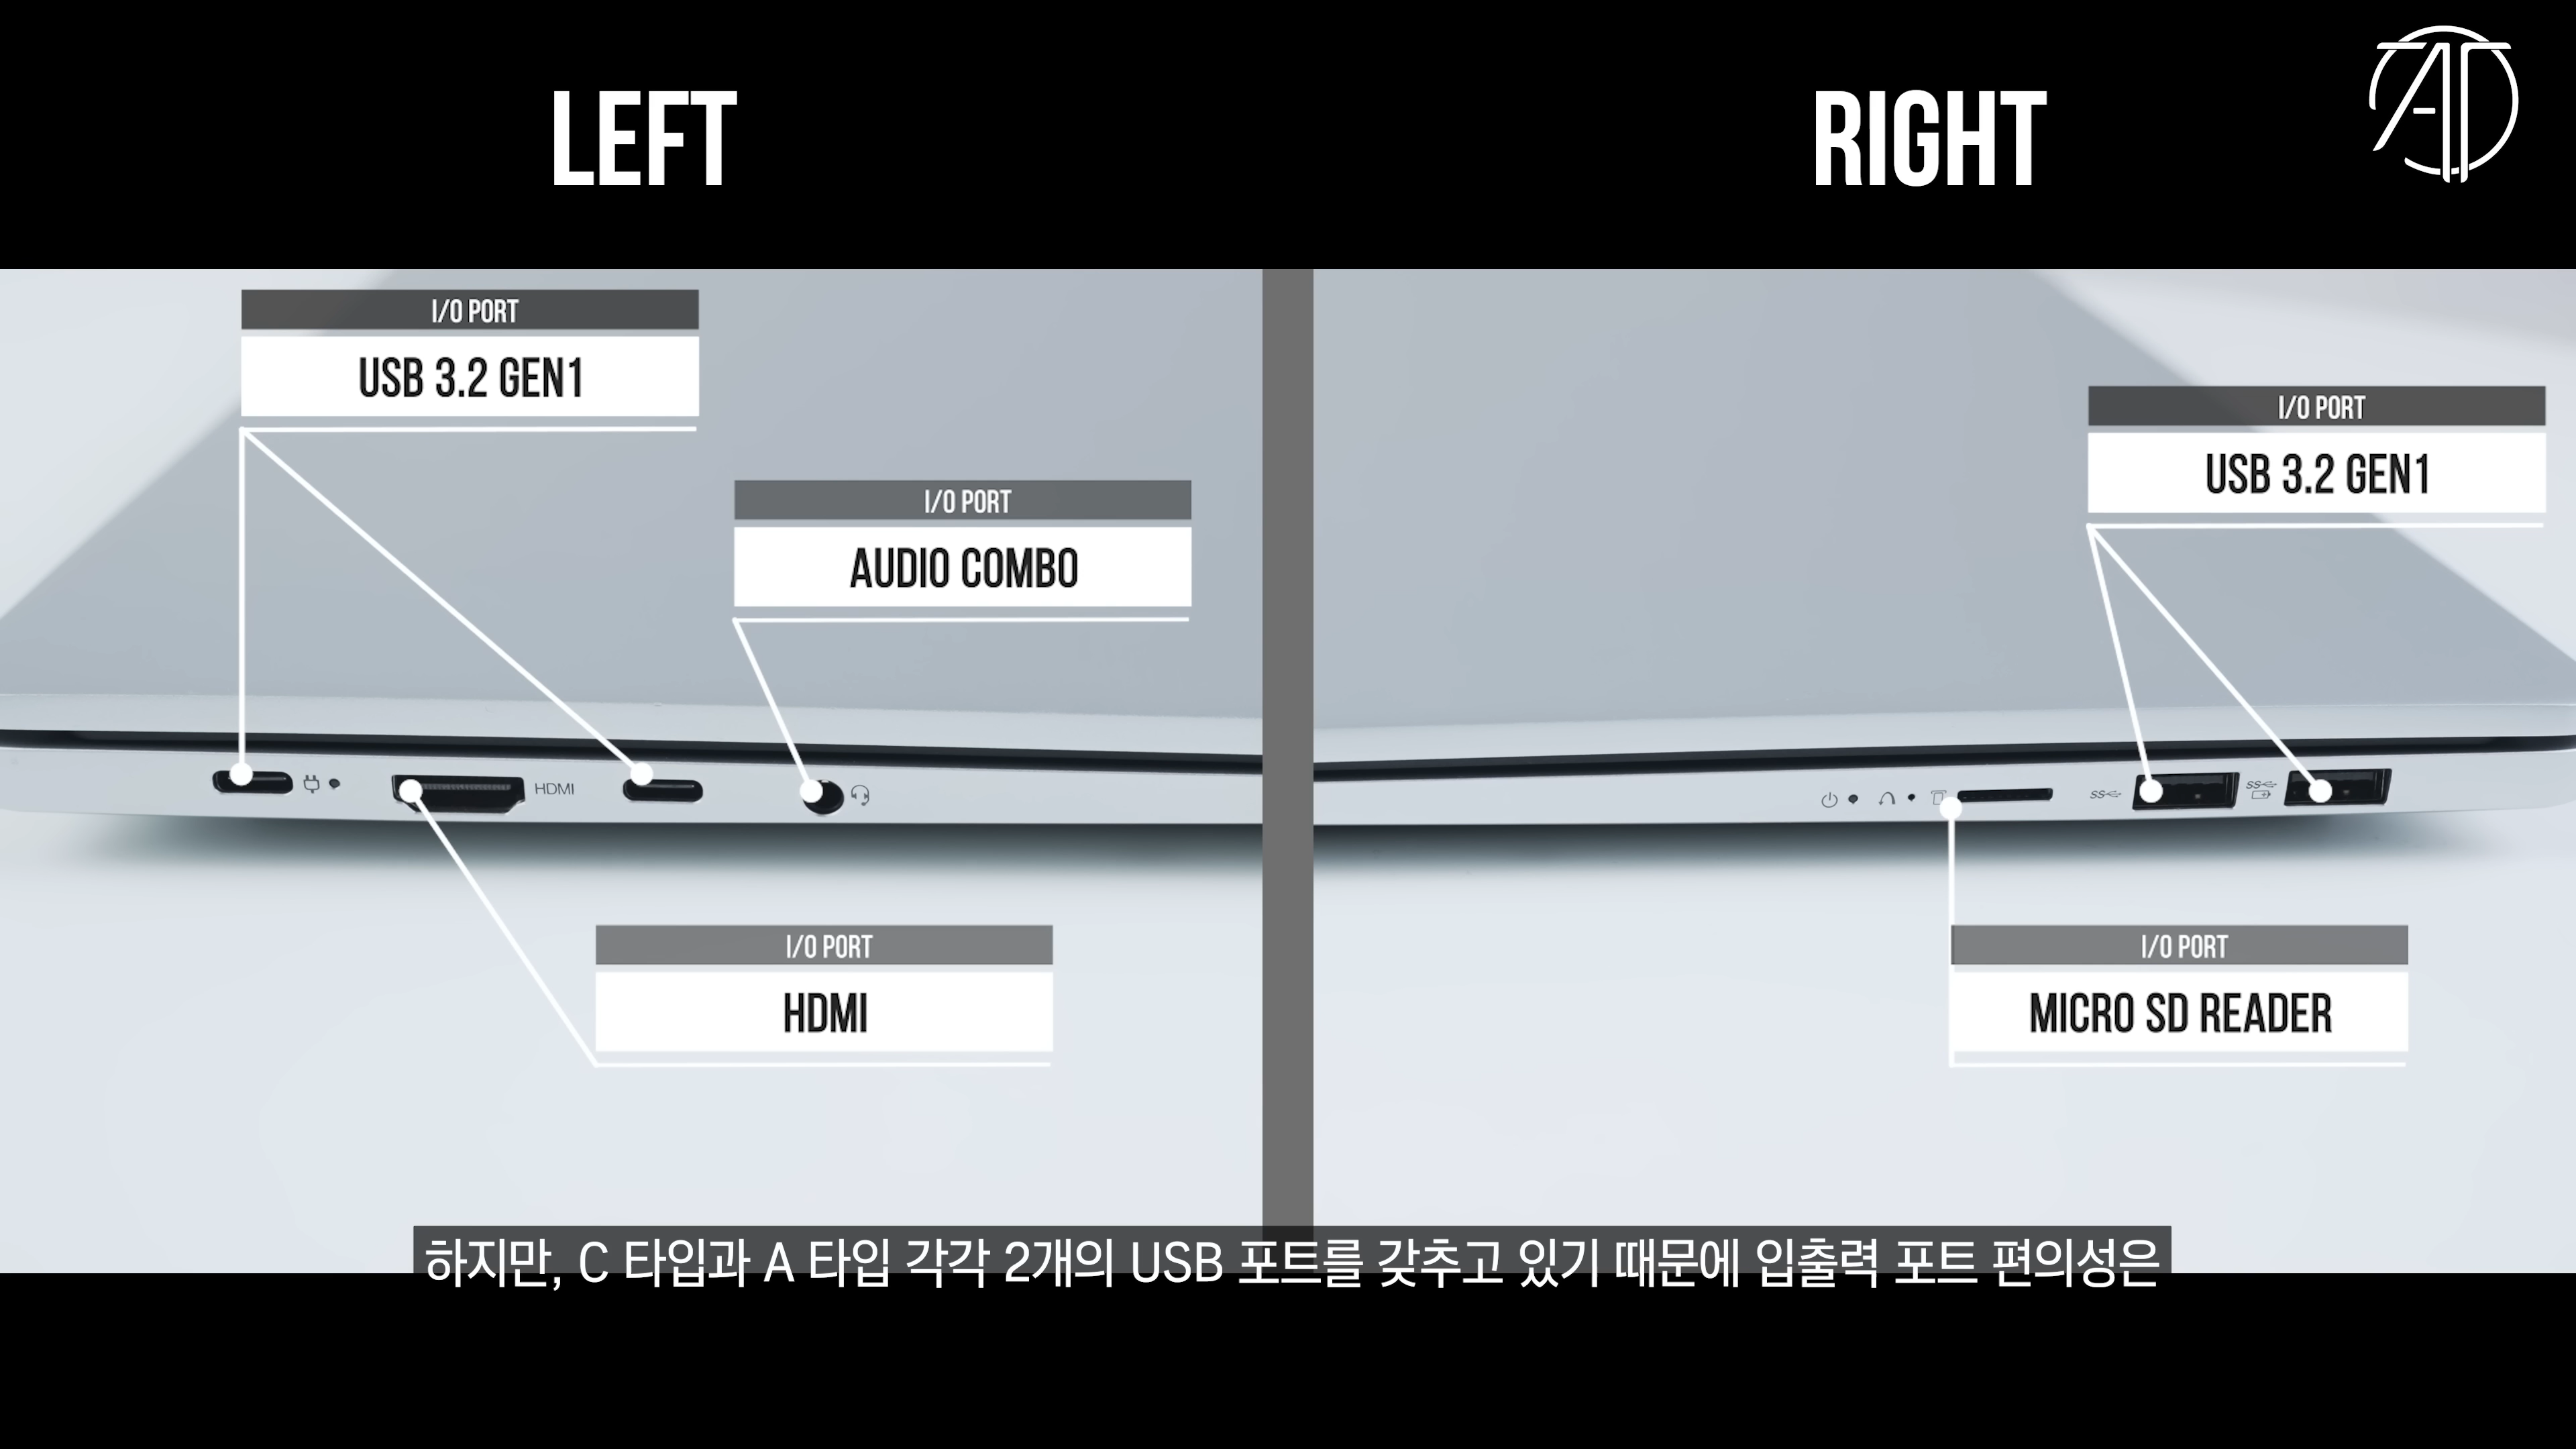 LEFT
RIGHT
I/O PORT
USB 3.2 GEN1
I/O PORT
AUDIO COMBO
I/O PORT
USB 3.2 GEN1
HDMI
SS
SS
I/O PORT
HDMI
I/O PORT
MICRO SD READER
하지만, C 타입과 A 타입 각각 2개의 USB 포트를 갖추고 있기 때문에 입출력 포트 편의성은